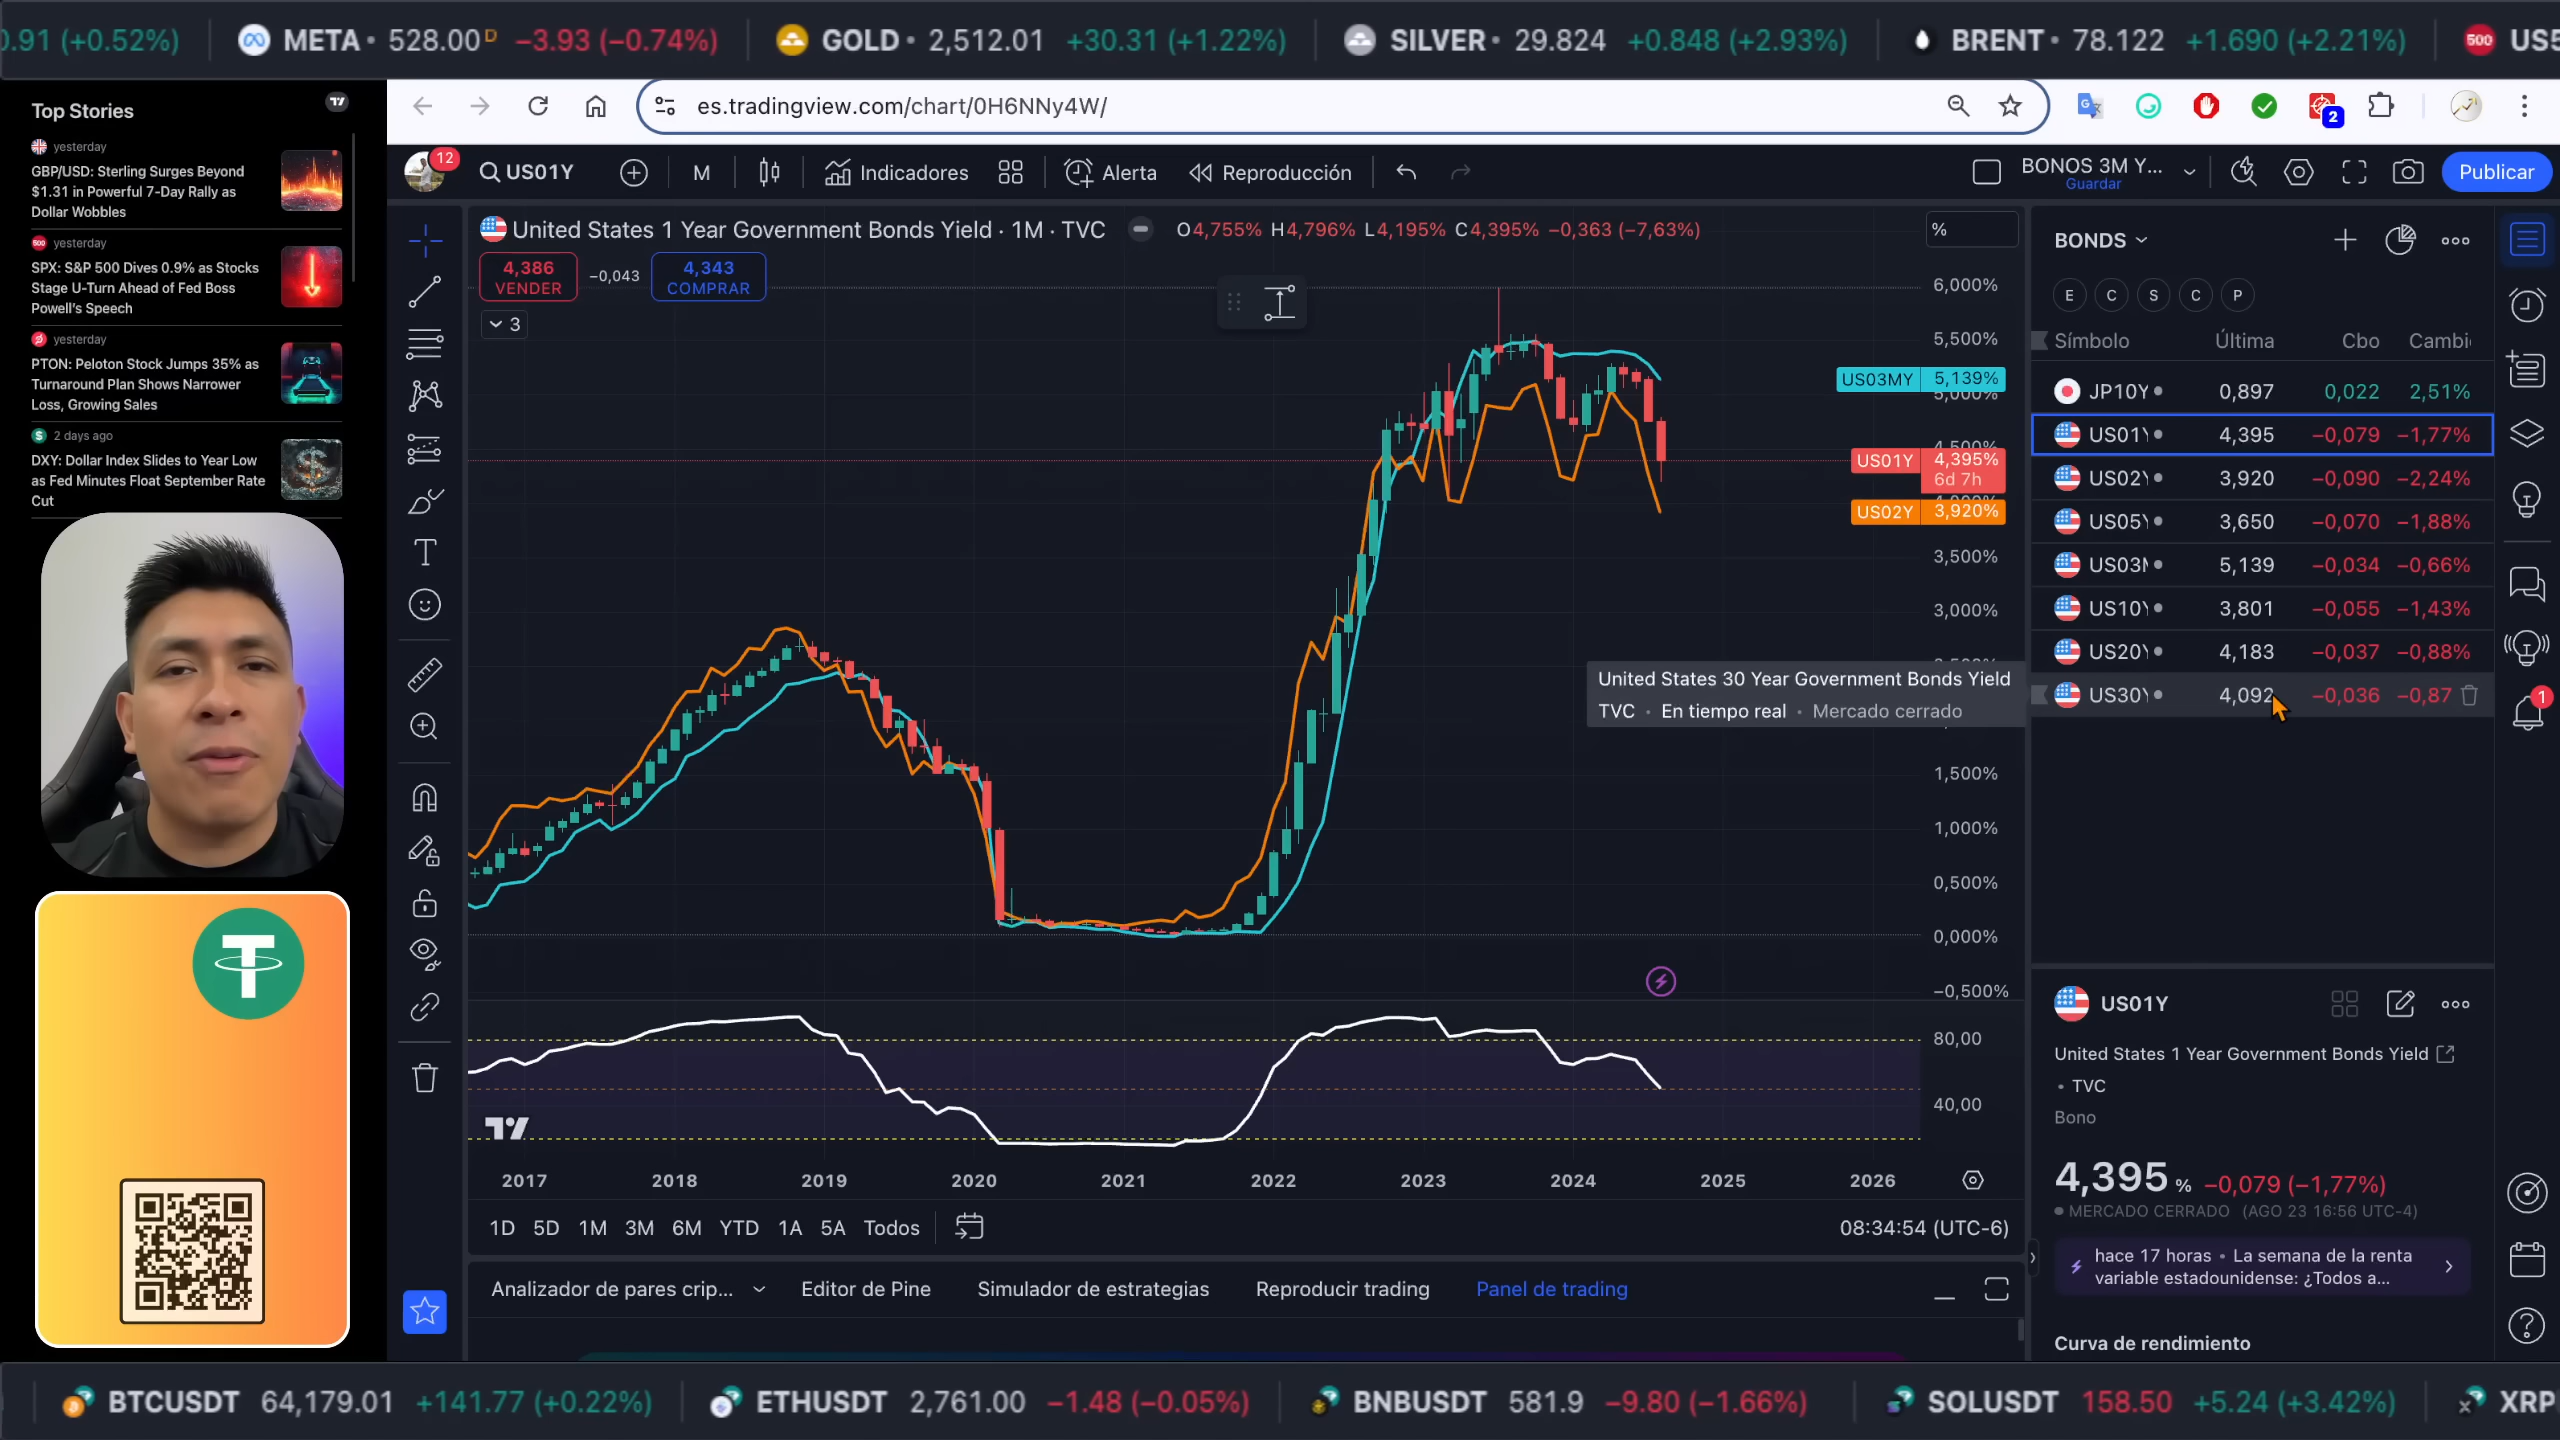 0.91 (+0.52%)
META • 528.00 D −3.93 (−0.74%)
GOLD • 2,512.01 +30.31 (+1.22%)
SILVER • 29.824 +0.848 (+2.93%)
BRENT • 78.122 +1.690 (+2.21%)
500
Top Stories
yesterday
GBP/USD: Sterling Surges Beyond
$1.31 in Powerful 7-Day Rally as
Dollar Wobbles
500 yesterday
SPX: S&P 500 Dives 0.9% as Stocks
Stage U-Turn Ahead of Fed Boss
Powell's Speech
yesterday
PTON: Peloton Stock Jumps 35% as
Turnaround Plan Shows Narrower
Loss, Growing Sales
2 days ago
DXY: Dollar Index Slides to Year Low
as Fed Minutes Float September Rate
Cut
es.tradingview.com/chart/0H6NNy4W/
2
12
US01Y
M
Indicadores
Alerta
Reproducción
BONOS 3M Y...
Guardar
Publicar
United States 1 Year Government Bonds Yield · 1M · TVC
O4,755% H4,796% L4,195% C4,395% −0,363 (−7,63%)
%
4,386
VENDER
−0,043
4,343
COMPRAR
3
6,000%
5,500%
US03MY 5,139%
5,000%
4,500%
US01Y 4,395%
6d 7h
US02Y 3,920%
3,500%
3,000%
United States 30 Year Government Bonds Yield
TVC • En tiempo real • Mercado cerrado
1,500%
1,000%
0,500%
0,000%
−0,500%
80,00
40,00
2017 2018 2019 2020 2021 2022 2023 2024 2025 2026
1D 5D 1M 3M 6M YTD 1A 5A Todos
08:34:54 (UTC-6)
Analizador de pares crip...
Editor de Pine
Simulador de estrategias
Reproducir trading
Panel de trading
BONDS
E C S C P
Símbolo Última Cbo Cambi
JP10Y 0,897 0,022 2,51%
US01Y 4,395 −0,079 −1,77%
US02Y 3,920 −0,090 −2,24%
US05Y 3,650 −0,070 −1,88%
US03M 5,139 −0,034 −0,66%
US10Y 3,801 −0,055 −1,43%
US20Y 4,183 −0,037 −0,88%
US30Y 4,092 −0,036 −0,87
1
US01Y
United States 1 Year Government Bonds Yield
• TVC
Bono
4,395 % −0,079 (−1,77%)
MERCADO CERRADO (AGO 23 16:56 UTC-4)
hace 17 horas • La semana de la renta
variable estadounidense: ¿Todos a...
Curva de rendimiento
BTCUSDT 64,179.01 +141.77 (+0.22%)
ETHUSDT 2,761.00 −1.48 (−0.05%)
BNBUSDT 581.9 −9.80 (−1.66%)
SOLUSDT 158.50 +5.24 (+3.42%)
XRP